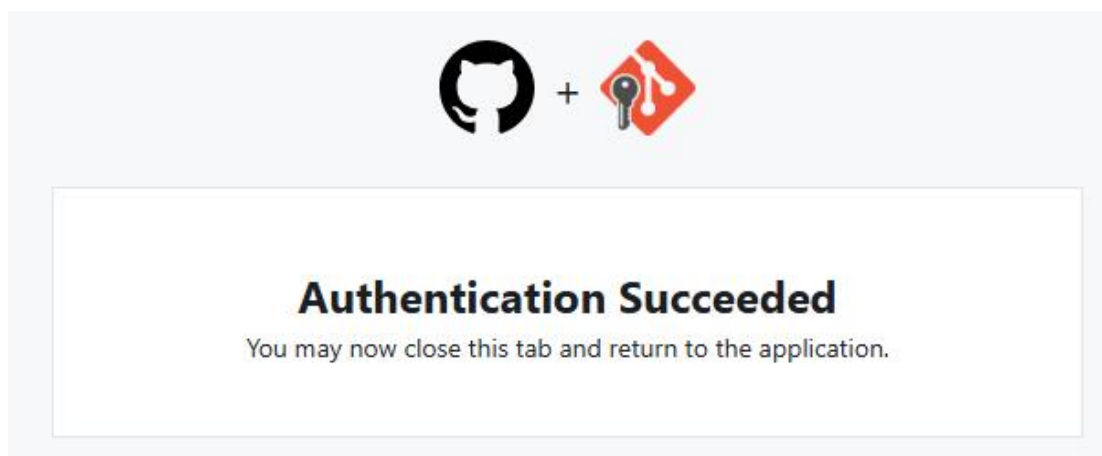 +
Authentication Succeeded
You may now close this tab and return to the application.